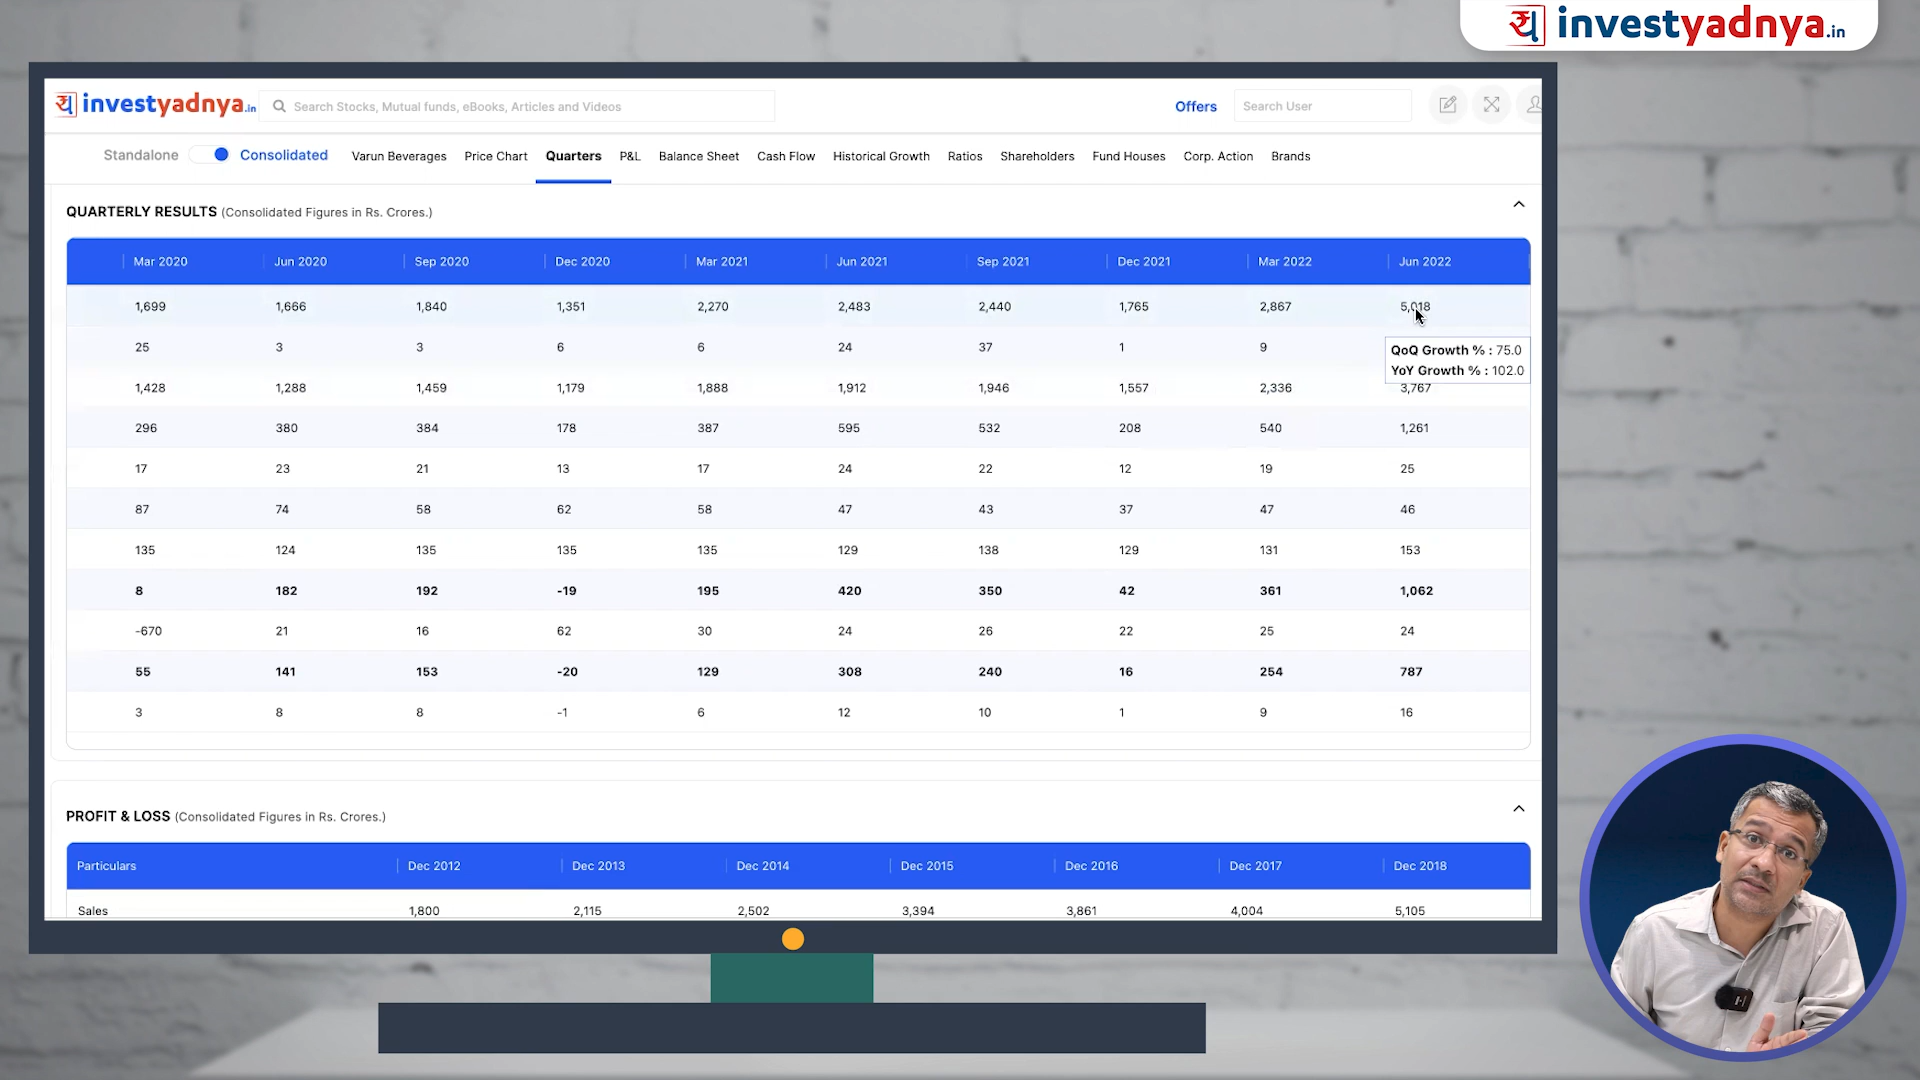 investyadnya.in
investyadnya.in Search Stocks, Mutual funds, eBooks, Articles and Videos Offers Search User
Standalone Consolidated Varun Beverages Price Chart Quarters P&L Balance Sheet Cash Flow Historical Growth Ratios Shareholders Fund Houses Corp. Action Brands
QUARTERLY RESULTS (Consolidated Figures in Rs. Crores.)
Mar 2020 Jun 2020 Sep 2020 Dec 2020 Mar 2021 Jun 2021 Sep 2021 Dec 2021 Mar 2022 Jun 2022
1,699 1,666 1,840 1,351 2,270 2,483 2,440 1,765 2,867 5,018
25 3 3 6 6 24 37 1 9
QoQ Growth % : 75.0
YoY Growth % : 102.0
1,428 1,288 1,459 1,179 1,888 1,912 1,946 1,557 2,336 3,767
296 380 384 178 387 595 532 208 540 1,261
17 23 21 13 17 24 22 12 19 25
87 74 58 62 58 47 43 37 47 46
135 124 135 135 135 129 138 129 131 153
8 182 192 -19 195 420 350 42 361 1,062
-670 21 16 62 30 24 26 22 25 24
55 141 153 -20 129 308 240 16 254 787
3 8 8 -1 6 12 10 1 9 16
PROFIT & LOSS (Consolidated Figures in Rs. Crores.)
Particulars Dec 2012 Dec 2013 Dec 2014 Dec 2015 Dec 2016 Dec 2017 Dec 2018
Sales 1,800 2,115 2,502 3,394 3,861 4,004 5,105